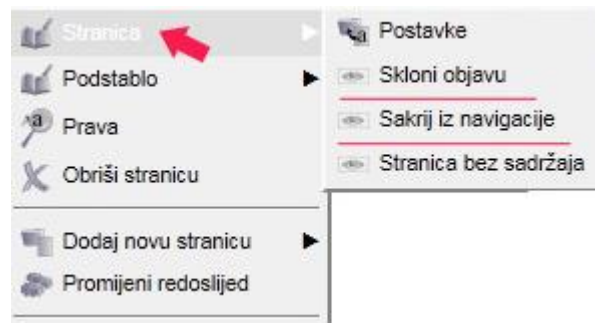 Stranica
Podstablo
Prava
Obriši stranicu
Dodaj novu stranicu
Promijeni redoslijed
Postavke
Skloni objavu
Sakrij iz navigacije
Stranica bez sadržaja